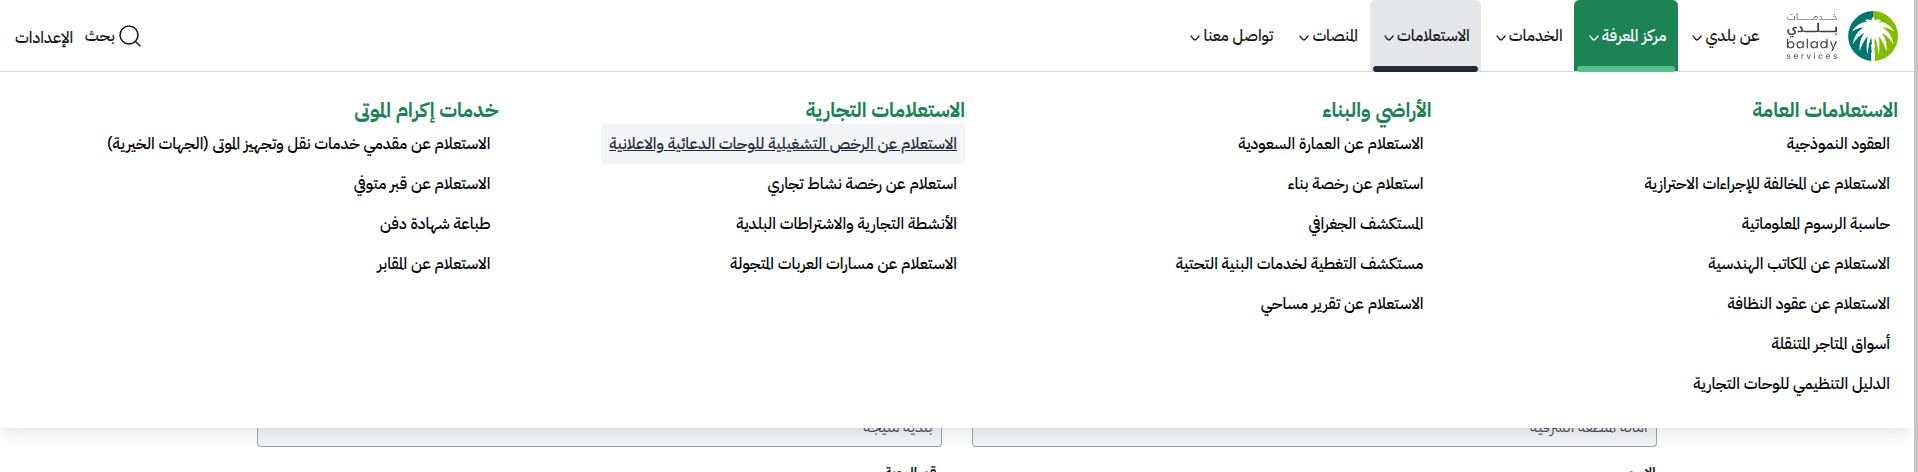 خدمات
بلدي
balady
services
عن بلدي
مركز المعرفة
الخدمات
الاستعلامات
المنصات
تواصل معنا
بحث
الإعدادات
الاستعلامات العامة
العقود النموذجية
الاستعلام عن المخالفة للإجراءات الاحترازية
حاسبة الرسوم المعلوماتية
الاستعلام عن المكاتب الهندسية
الاستعلام عن عقود النظافة
أسواق المتاجر المتنقلة
الدليل التنظيمي للوحات التجارية
الأراضي والبناء
الاستعلام عن العمارة السعودية
استعلام عن رخصة بناء
المستكشف الجغرافي
مستكشف التغطية لخدمات البنية التحتية
الاستعلام عن تقرير مساحي
الاستعلامات التجارية
الاستعلام عن الرخص التشغيلية للوحات الدعائية والاعلانية
استعلام عن رخصة نشاط تجاري
الأنشطة التجارية والاشتراطات البلدية
الاستعلام عن مسارات العربات المتجولة
خدمات إكرام الموتى
الاستعلام عن مقدمي خدمات نقل وتجهيز الموتى (الجهات الخيرية)
الاستعلام عن قبر متوفي
طباعة شهادة دفن
الاستعلام عن المقابر